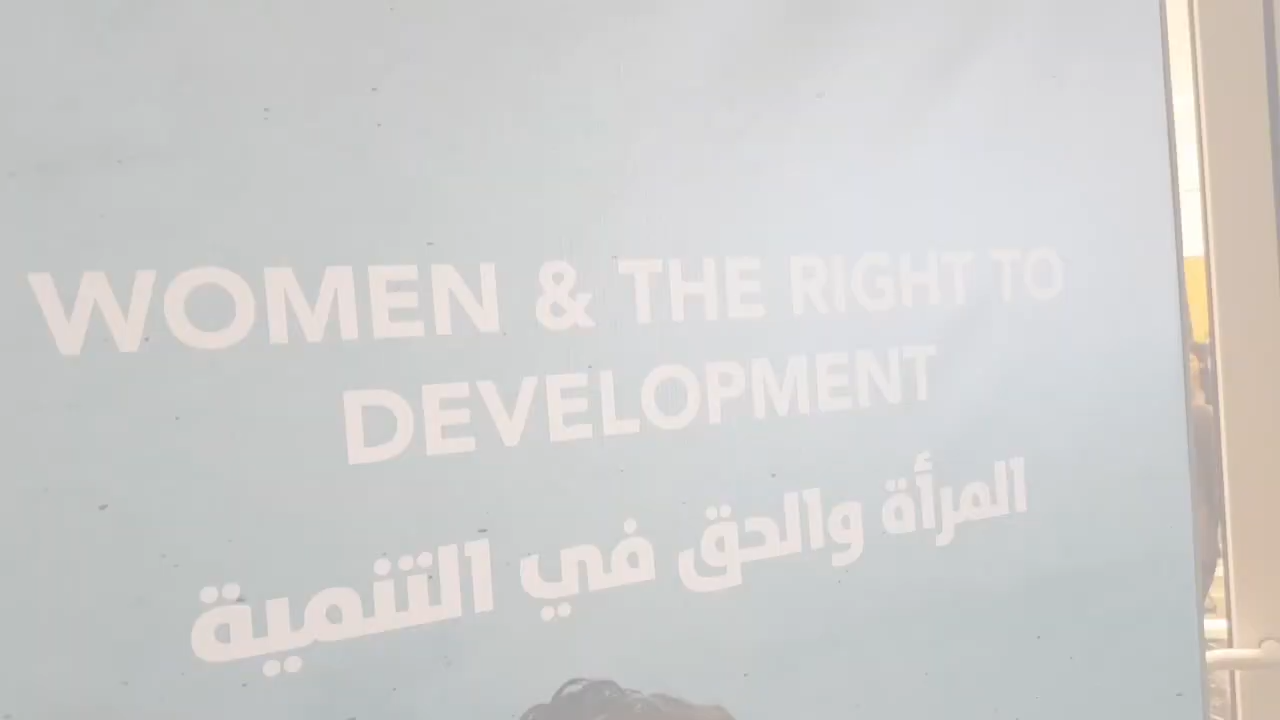 WOMEN & THE RIGHT TO
DEVELOPMENT
المرأة والحق في التنمية